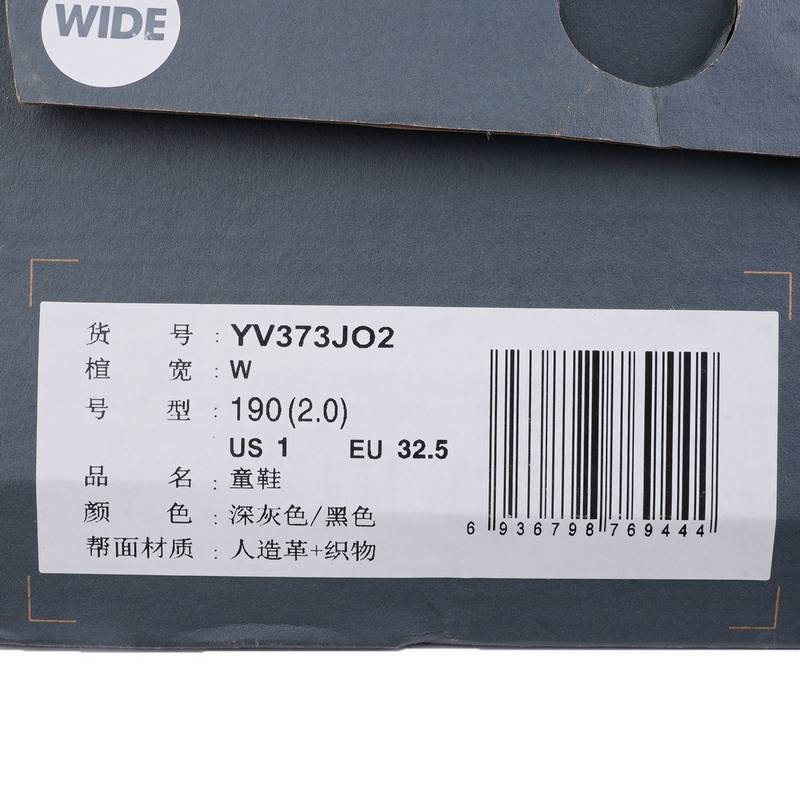 WIDE
货 号 : YV373JO2
楦 宽 : W
号 型 : 190(2.0)
US 1 EU 32.5
品 名 : 童鞋
颜 色 : 深灰色/黑色
帮面材质 : 人造革+织物
6 936798 769444